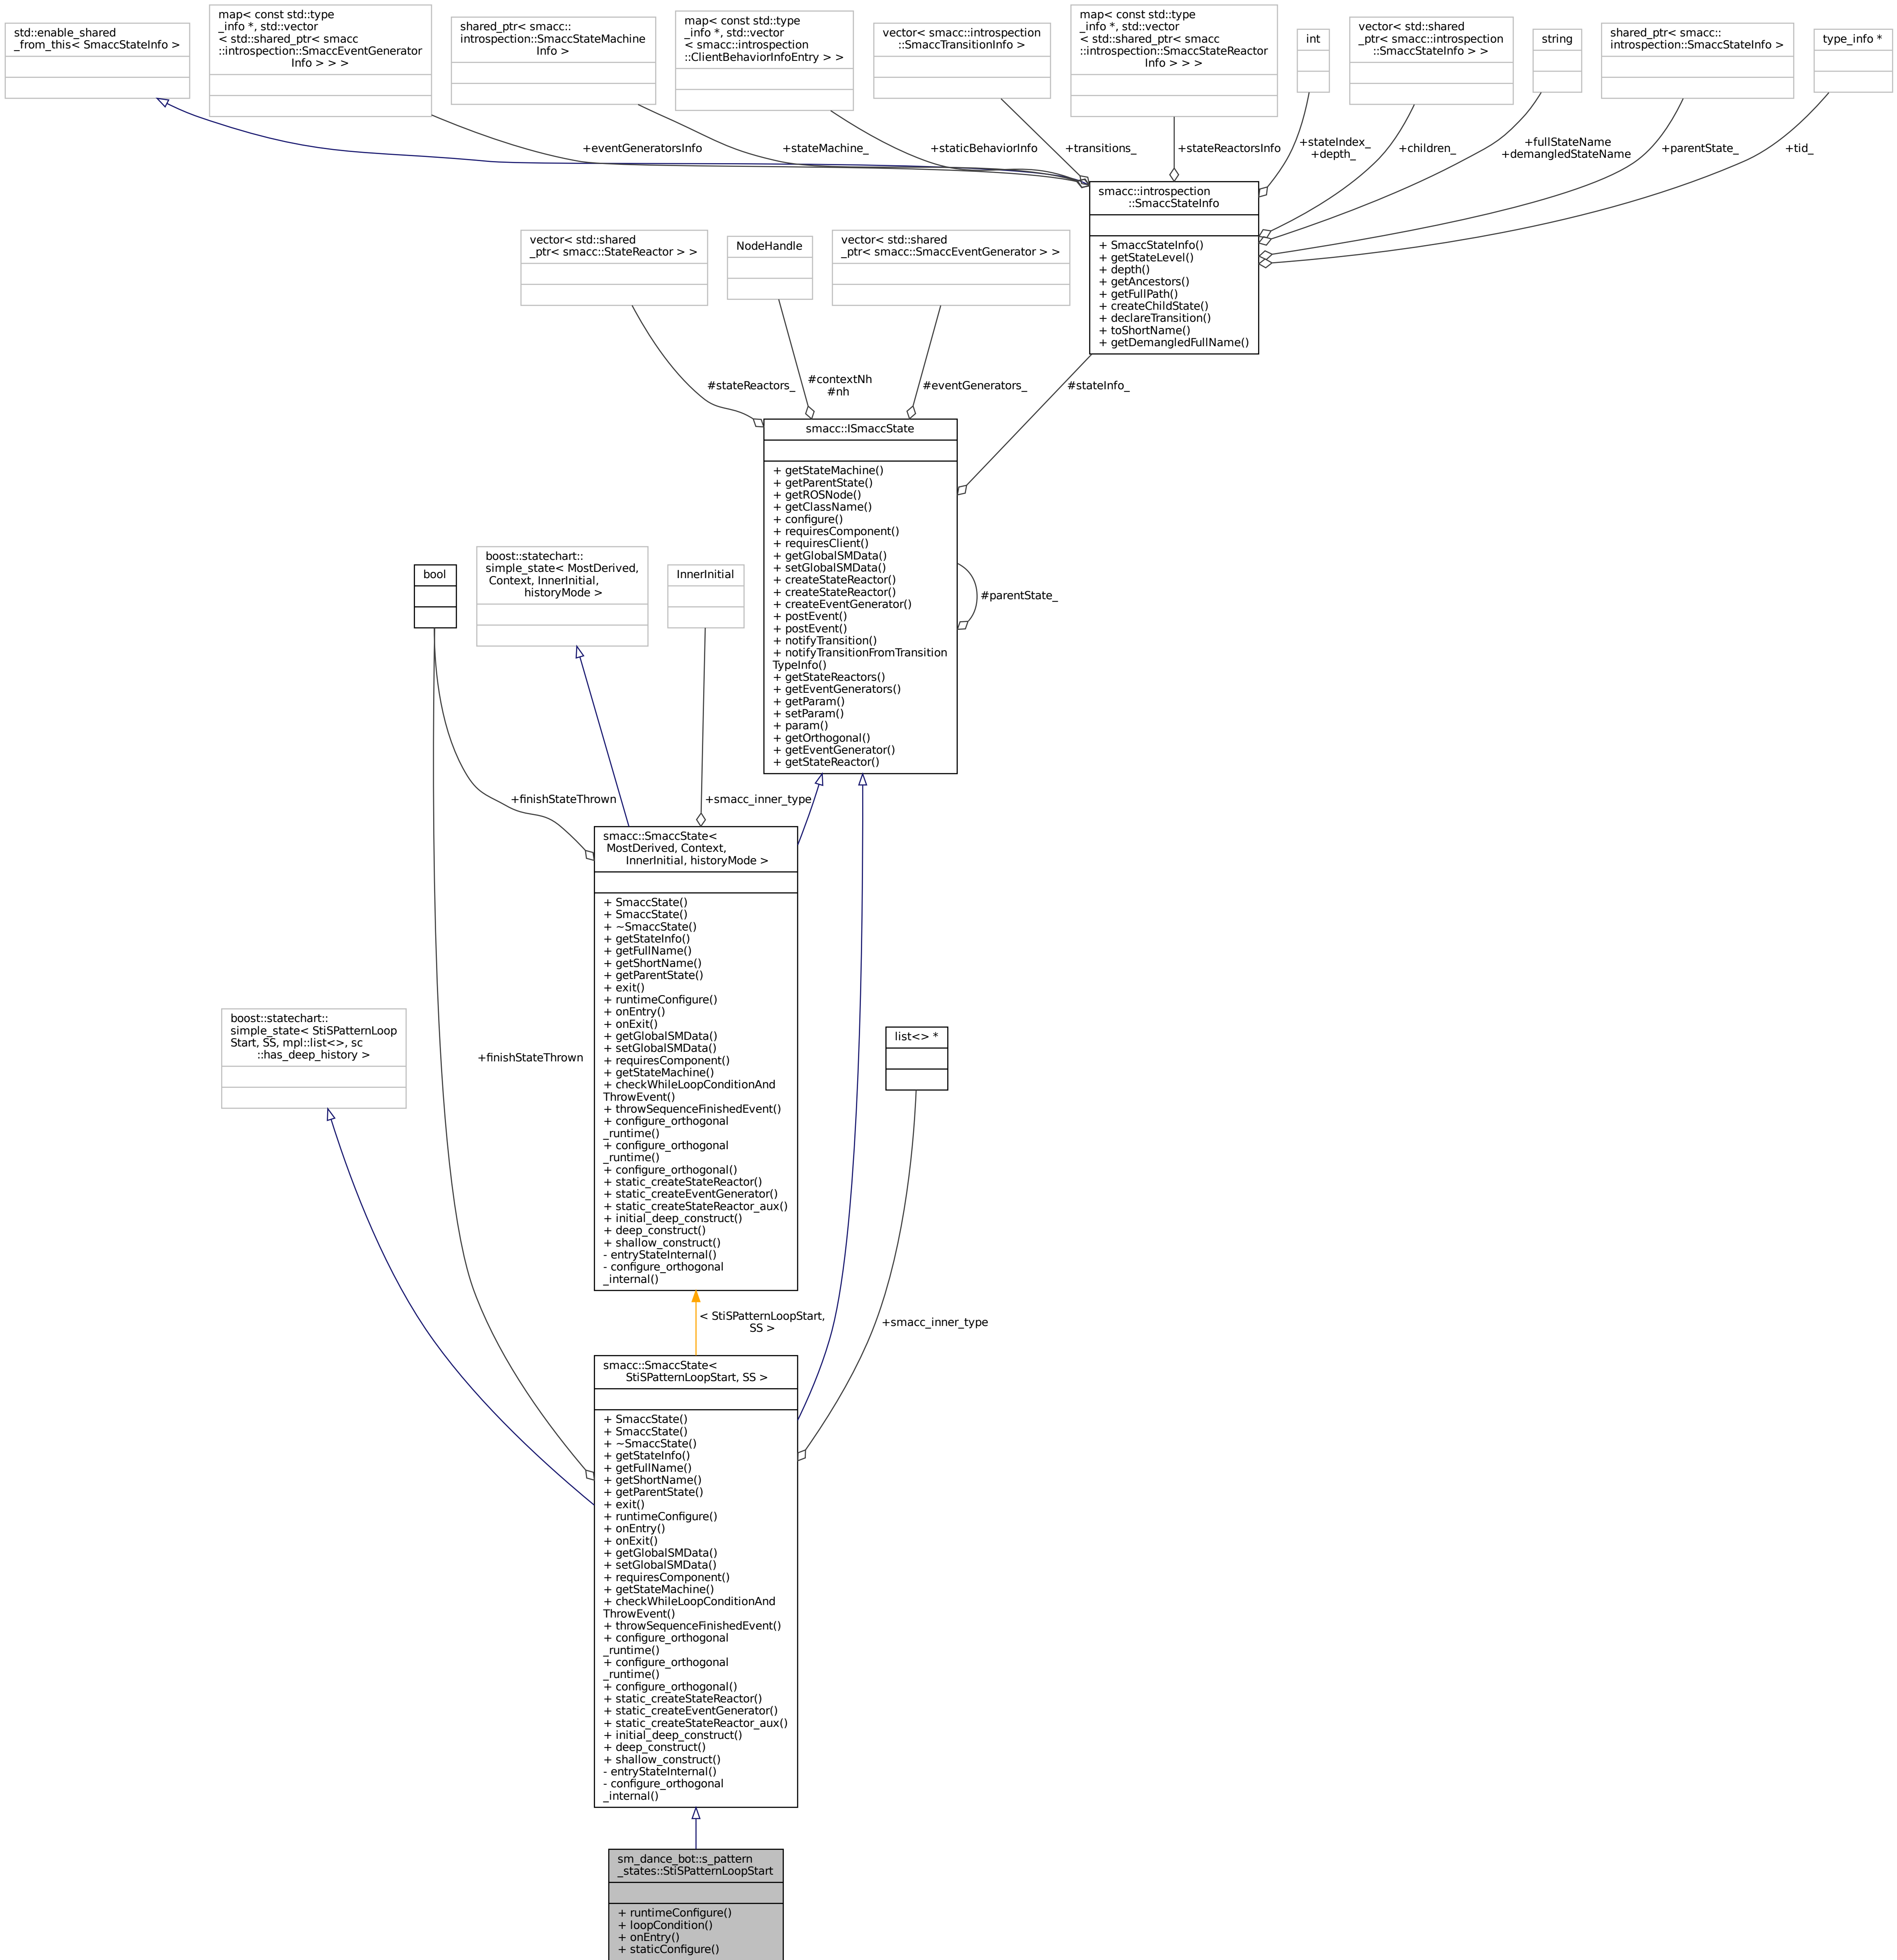 std::enable_shared
_from_this< SmaccStateInfo >
map< const std::type
_info *, std::vector
< std::shared_ptr< smacc
::introspection::SmaccEventGenerator
Info > > >
shared_ptr< smacc::
introspection::SmaccStateMachine
Info >
map< const std::type
_info *, std::vector
< smacc::introspection
::ClientBehaviorInfoEntry > >
vector< smacc::introspection
::SmaccTransitionInfo >
map< const std::type
_info *, std::vector
< std::shared_ptr< smacc
::introspection::SmaccStateReactor
Info > > >
int
vector< std::shared
_ptr< smacc::introspection
::SmaccStateInfo > >
string
shared_ptr< smacc::
introspection::SmaccStateInfo >
type_info *
+eventGeneratorsInfo
+stateMachine_
+staticBehaviorInfo
+transitions_
+stateReactorsInfo
+stateIndex_
+depth_
+children_
+fullStateName
+demangledStateName
+parentState_
+tid_
smacc::introspection
::SmaccStateInfo
+ SmaccStateInfo()
+ getStateLevel()
+ depth()
+ getAncestors()
+ getFullPath()
+ createChildState()
+ declareTransition()
+ toShortName()
+ getDemangledFullName()
vector< std::shared
_ptr< smacc::StateReactor > >
NodeHandle
vector< std::shared
_ptr< smacc::SmaccEventGenerator > >
#stateReactors_
#contextNh
#nh
#eventGenerators_
#stateInfo_
smacc::ISmaccState
+ getStateMachine()
+ getParentState()
+ getROSNode()
+ getClassName()
+ configure()
+ requiresComponent()
+ requiresClient()
+ getGlobalSMData()
+ setGlobalSMData()
+ createStateReactor()
+ createStateReactor()
+ createEventGenerator()
+ postEvent()
+ postEvent()
+ notifyTransition()
+ notifyTransitionFromTransition
TypeInfo()
+ getStateReactors()
+ getEventGenerators()
+ getParam()
+ setParam()
+ param()
+ getOrthogonal()
+ getEventGenerator()
+ getStateReactor()
#parentState_
bool
boost::statechart::
simple_state< MostDerived,
Context, InnerInitial,
historyMode >
InnerInitial
+finishStateThrown
+smacc_inner_type
smacc::SmaccState<
MostDerived, Context,
InnerInitial, historyMode >
+ SmaccState()
+ SmaccState()
+ ~SmaccState()
+ getStateInfo()
+ getFullName()
+ getShortName()
+ getParentState()
+ exit()
+ runtimeConfigure()
+ onEntry()
+ onExit()
+ getGlobalSMData()
+ setGlobalSMData()
+ requiresComponent()
+ getStateMachine()
+ checkWhileLoopConditionAnd
ThrowEvent()
+ throwSequenceFinishedEvent()
+ configure_orthogonal
_runtime()
+ configure_orthogonal
_runtime()
+ configure_orthogonal()
+ static_createStateReactor()
+ static_createEventGenerator()
+ static_createStateReactor_aux()
+ initial_deep_construct()
+ deep_construct()
+ shallow_construct()
- entryStateInternal()
- configure_orthogonal
_internal()
boost::statechart::
simple_state< StiSPatternLoop
Start, SS, mpl::list<>, sc
::has_deep_history >
+finishStateThrown
list<> *
< StiSPatternLoopStart,
SS >
+smacc_inner_type
smacc::SmaccState<
StiSPatternLoopStart, SS >
+ SmaccState()
+ SmaccState()
+ ~SmaccState()
+ getStateInfo()
+ getFullName()
+ getShortName()
+ getParentState()
+ exit()
+ runtimeConfigure()
+ onEntry()
+ onExit()
+ getGlobalSMData()
+ setGlobalSMData()
+ requiresComponent()
+ getStateMachine()
+ checkWhileLoopConditionAnd
ThrowEvent()
+ throwSequenceFinishedEvent()
+ configure_orthogonal
_runtime()
+ configure_orthogonal
_runtime()
+ configure_orthogonal()
+ static_createStateReactor()
+ static_createEventGenerator()
+ static_createStateReactor_aux()
+ initial_deep_construct()
+ deep_construct()
+ shallow_construct()
- entryStateInternal()
- configure_orthogonal
_internal()
sm_dance_bot::s_pattern
_states::StiSPatternLoopStart
+ runtimeConfigure()
+ loopCondition()
+ onEntry()
+ staticConfigure()